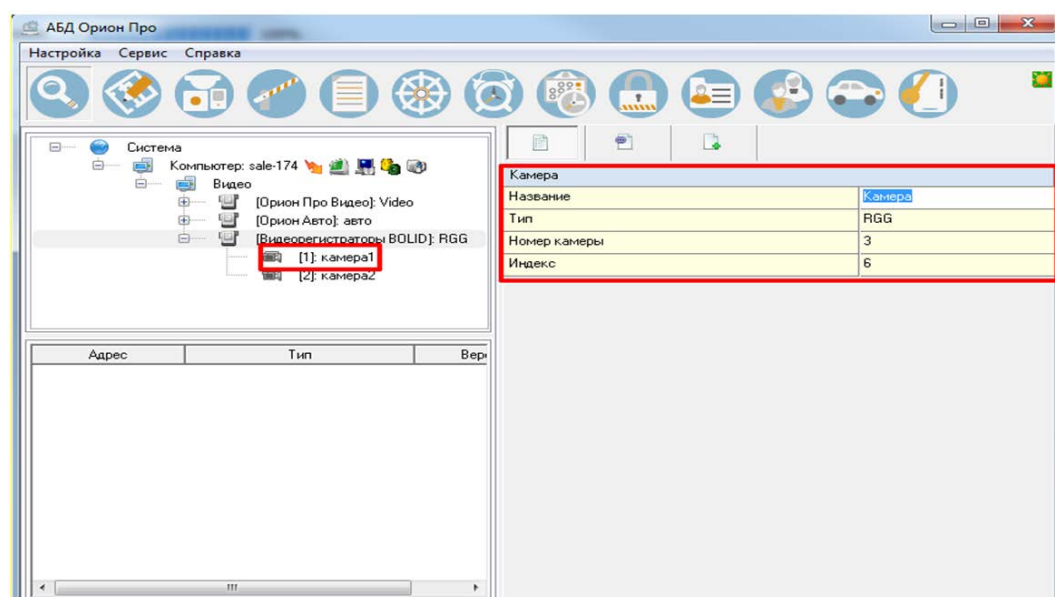 АБД Орион Про
Настройка Сервис Справка
Система
Компьютер: sale-174
Видео
[Орион Про Видео]: Video
[Орион Авто]: авто
[Видеорегистраторы BOLID]: RGG
[1]: камера1
[2]: камера2
Адрес Тип Верс
Камера
Название Камера
Тип RGG
Номер камеры 3
Индекс 6